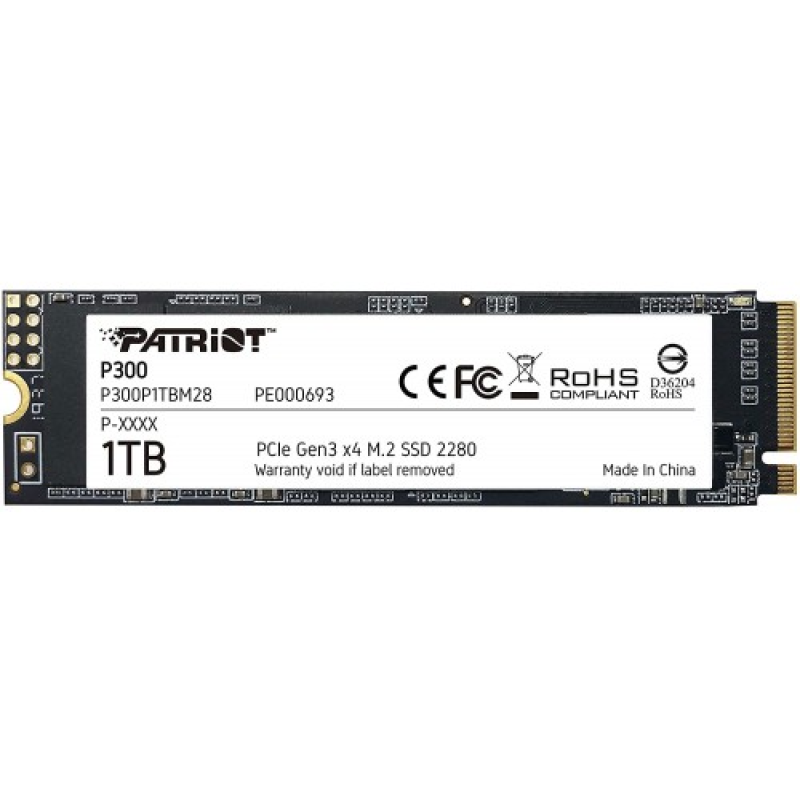 PATRIOT™
P300
P300P1TBM28 PE000693
P-XXXX
1TB
PCIe Gen3 x4 M.2 SSD 2280
Warranty void if label removed
CE FC
RoHS
COMPLIANT
D36204
RoHS
Made In China